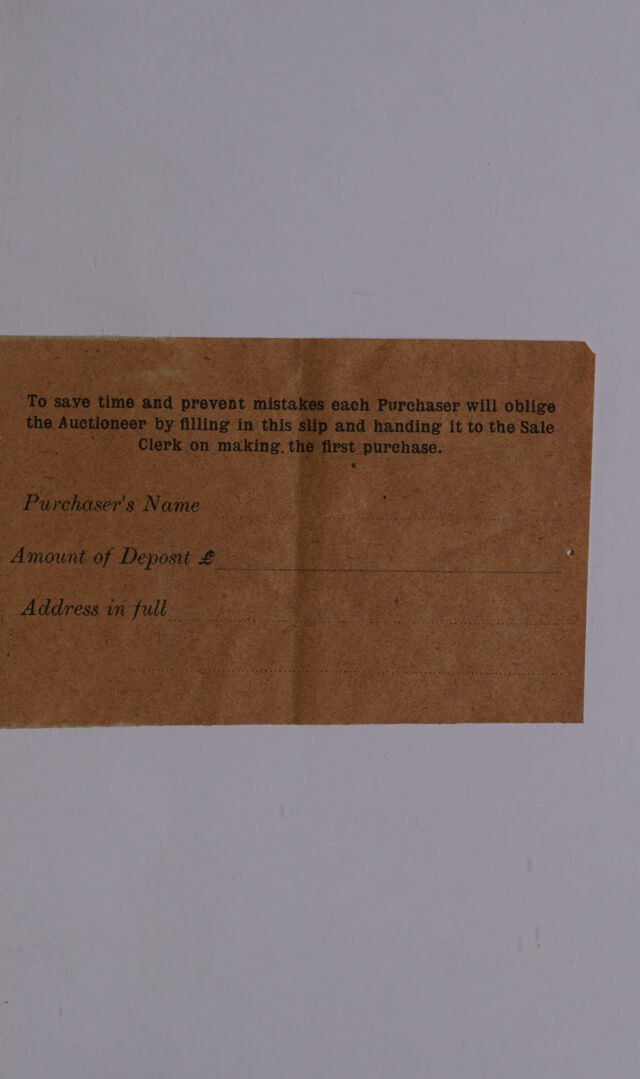 To save time and prevent mistakes each Purchaser will oblige
the Auctioneer by filling in this slip and handing it to the Sale
Clerk on making the first purchase.
Purchaser's Name
Amount of Deposit £
Address in full